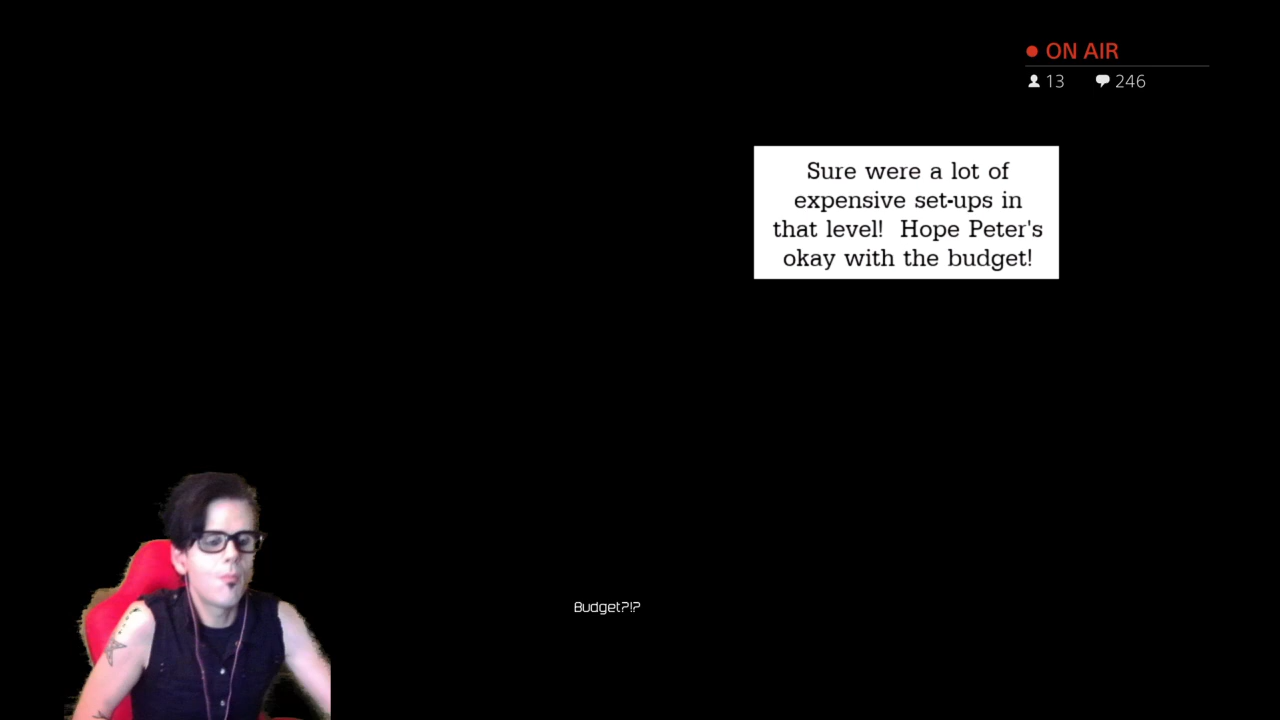 ON AIR
13 246
Sure were a lot of
expensive set-ups in
that level! Hope Peter's
okay with the budget!
Budget?!?